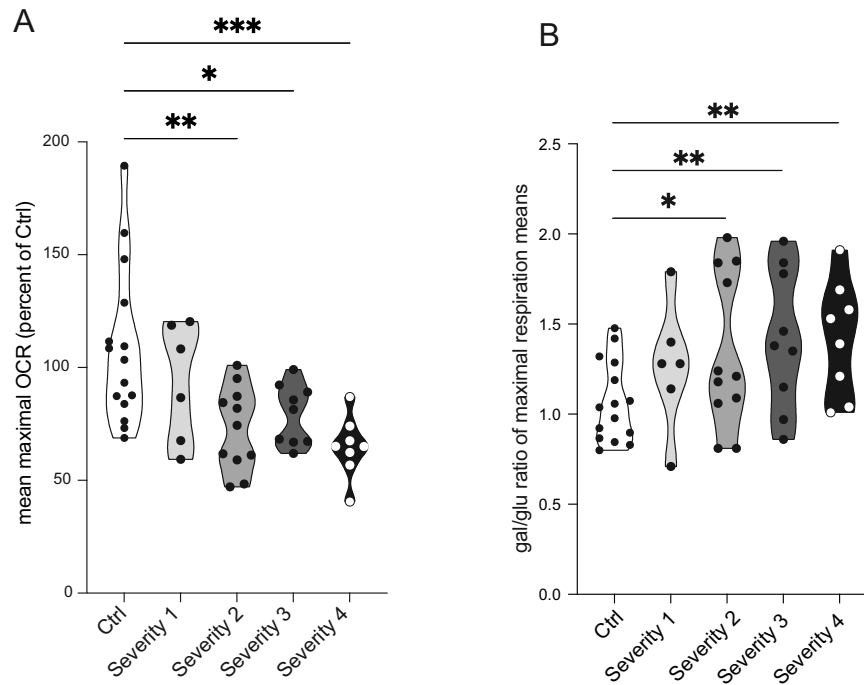 A
***
*
**
mean maximal OCR (percent of Ctrl)
200
150
100
50
0
Ctrl
Severity 1
Severity 2
Severity 3
Severity 4
B
**
**
*
gal/glu ratio of maximal respiration means
2.5
2.0
1.5
1.0
0.5
0.0
Ctrl
Severity 1
Severity 2
Severity 3
Severity 4